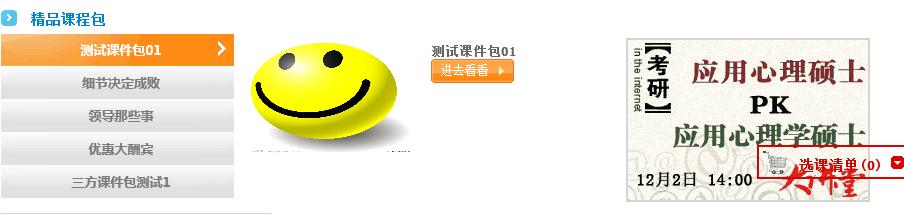 精品课程包
测试课件包01
细节决定成败
领导那些事
优惠大酬宾
三方课件包测试1
测试课件包01
进去看看
【考研】
in the internet
应用心理硕士
PK
应用心理学硕士
选课清单(0)
12月2日 14:00